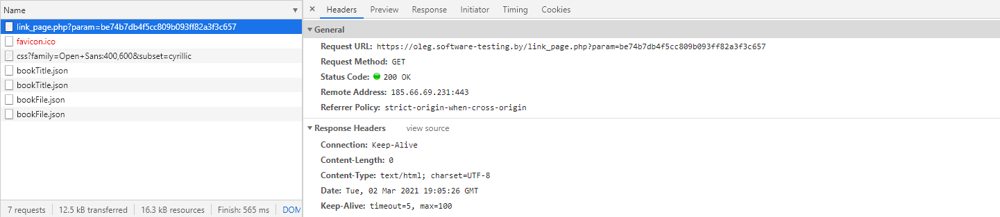 Name
link_page.php?param=be74b7db4f5cc809b093ff82a3f3c657
favicon.ico
css?family=Open+Sans:400,600&subset=cyrillic
bookTitle.json
bookTitle.json
bookFile.json
bookFile.json
7 requests 12.5 kB transferred 16.3 kB resources Finish: 565 ms DOM
× Headers Preview Response Initiator Timing Cookies
General
Request URL: https://oleg.software-testing.by/link_page.php?param=be74b7db4f5cc809b093ff82a3f3c657
Request Method: GET
Status Code: 200 OK
Remote Address: 185.66.69.231:443
Referrer Policy: strict-origin-when-cross-origin
Response Headers view source
Connection: Keep-Alive
Content-Length: 0
Content-Type: text/html; charset=UTF-8
Date: Tue, 02 Mar 2021 19:05:26 GMT
Keep-Alive: timeout=5, max=100